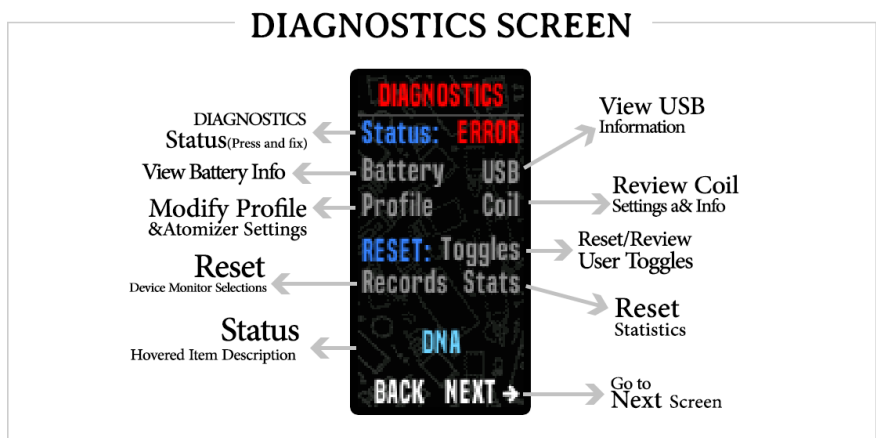 DIAGNOSTICS SCREEN
DIAGNOSTICS
Status(Press and fix)
View Battery Info
Modify Profile
&Atomizer Settings
Reset
Device Monitor Selections
Status
Hovered Item Description
DIAGNOSTICS
Status: ERROR
Battery USB
Profile Coil
RESET: Toggles
Records Stats
DNA
BACK NEXT →
View USB
Information
Review Coil
Settings a& Info
Reset/Review
User Toggles
Reset
Statistics
Go to
Next Screen